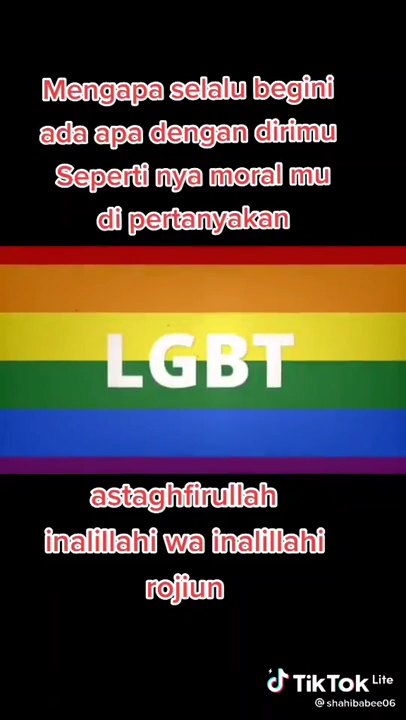 Mengapa selalu begini
ada apa dengan dirimu
Seperti nya moral mu
di pertanyakan
LGBT
astaghfirullah
inalillahi wa inalillahi
rojiun
TikTok Lite
@shahibabee06